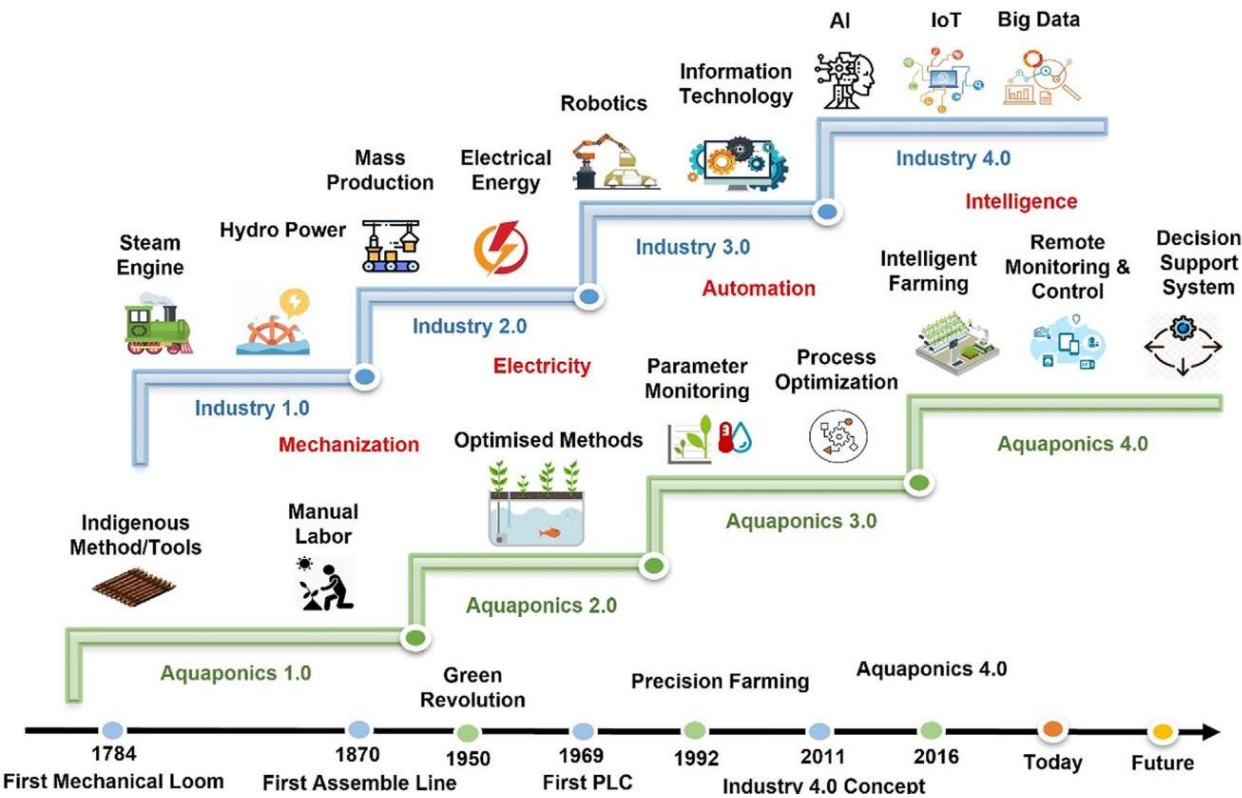 AI
IoT
Big Data
Information
Technology
Robotics
Mass
Production
Electrical
Energy
Industry 4.0
Intelligence
Hydro Power
Steam
Engine
Industry 3.0
Automation
Intelligent
Farming
Remote
Monitoring &
Control
Decision
Support
System
Industry 2.0
Electricity
Parameter
Monitoring
Process
Optimization
Industry 1.0
Mechanization
Optimised Methods
Aquaponics 4.0
Indigenous
Method/Tools
Manual
Labor
Aquaponics 3.0
Aquaponics 2.0
Aquaponics 1.0
Green
Revolution
Precision Farming
Aquaponics 4.0
1784
First Mechanical Loom
1870
First Assemble Line
1950
1969
First PLC
1992
2011
Industry 4.0 Concept
2016
Today
Future